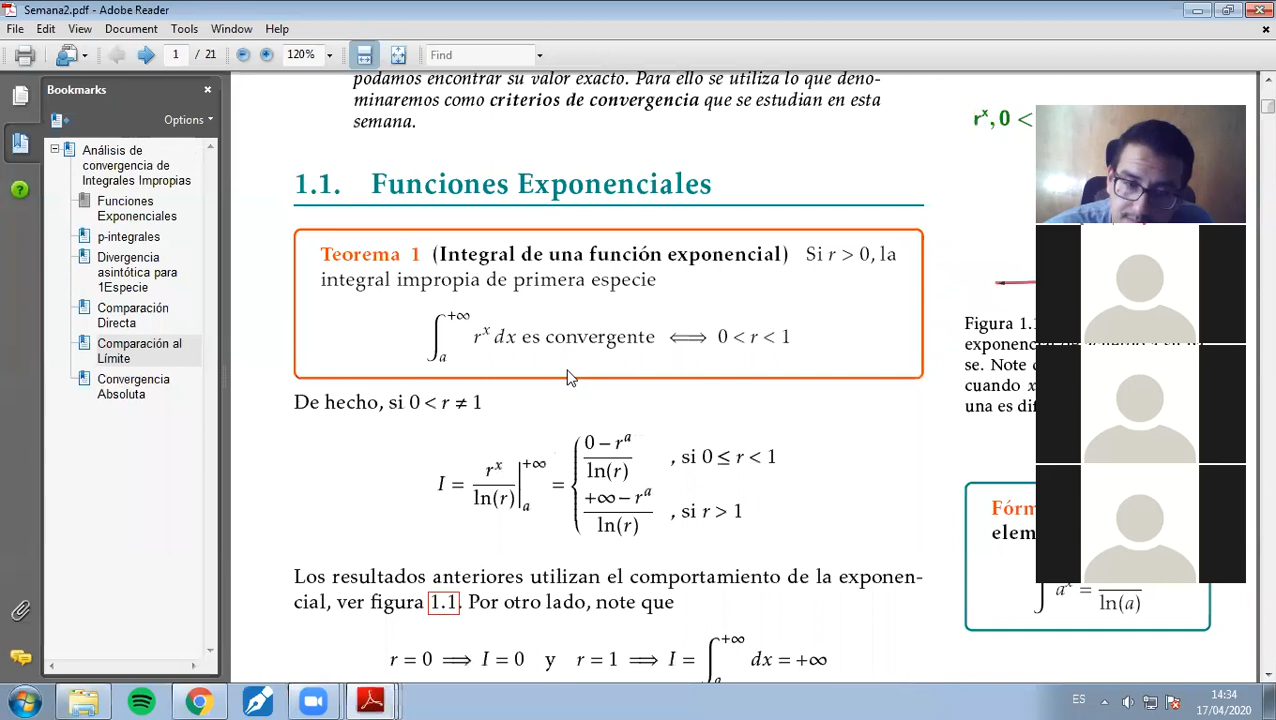 Semana2.pdf - Adobe Reader
File Edit View Document Tools Window Help
1 / 21 120% Find
Bookmarks
Options
Análisis de
convergencia de
Integrales Impropias
Funciones
Exponenciales
p-integrales
Divergencia
asintótica para
1Especie
Comparación
Directa
Comparación al
Límite
Convergencia
Absoluta
podamos encontrar su valor exacto. Para ello se utiliza lo que deno-
minaremos como criterios de convergencia que se estudian en esta
semana.
1.1. Funciones Exponenciales
Teorema 1 (Integral de una función exponencial) Si r > 0, la
integral impropia de primera especie
∫_a^{+∞} r^x dx es convergente ⟺ 0 < r < 1
De hecho, si 0 < r ≠ 1
I = r^x/ln(r) |_a^{+∞} = { (0 − r^a)/ln(r) , si 0 ≤ r < 1
(+∞ − r^a)/ln(r) , si r > 1
Los resultados anteriores utilizan el comportamiento de la exponen-
cial, ver figura 1.1. Por otro lado, note que
r = 0 ⟹ I = 0 y r = 1 ⟹ I = ∫_a^{+∞} dx = +∞
r^x, 0 <
Figura 1.
exponenc
se. Note
cuando x
una es di
Fórm
elem
∫ a^x = ln(a)
ES
14:34
17/04/2020